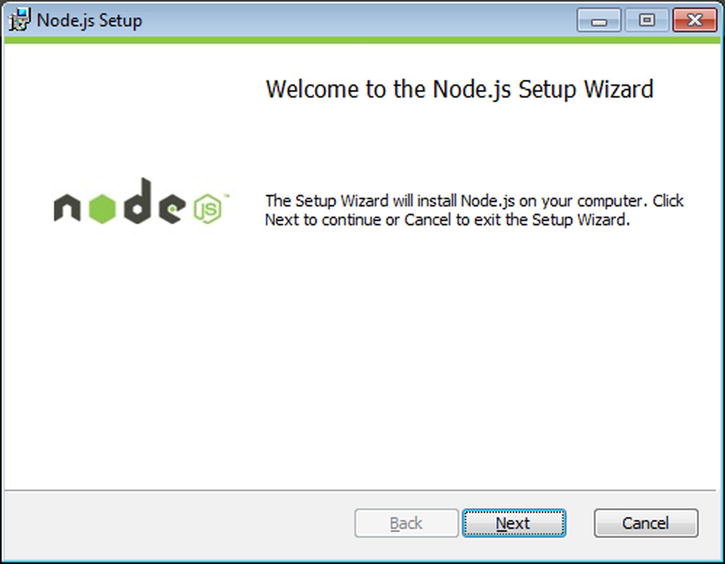 Node.js Setup
Welcome to the Node.js Setup Wizard
node JS ™
The Setup Wizard will install Node.js on your computer. Click
Next to continue or Cancel to exit the Setup Wizard.
Back Next Cancel